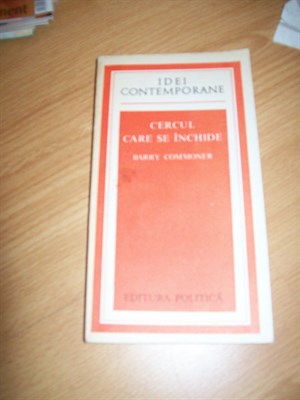 IDEI
CONTEMPORANE
CERCUL
CARE SE ÎNCHIDE
BARRY COMMONER
EDITURA POLITICĂ